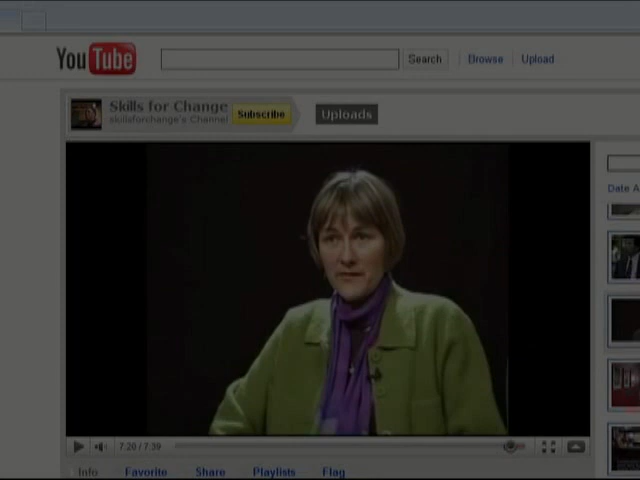 YouTube
Search
Browse
Upload
Skills for Change
skillsforchange's Channel
Subscribe
Uploads
Date A
7:20 / 7:39
Info
Favorite
Share
Playlists
Flag